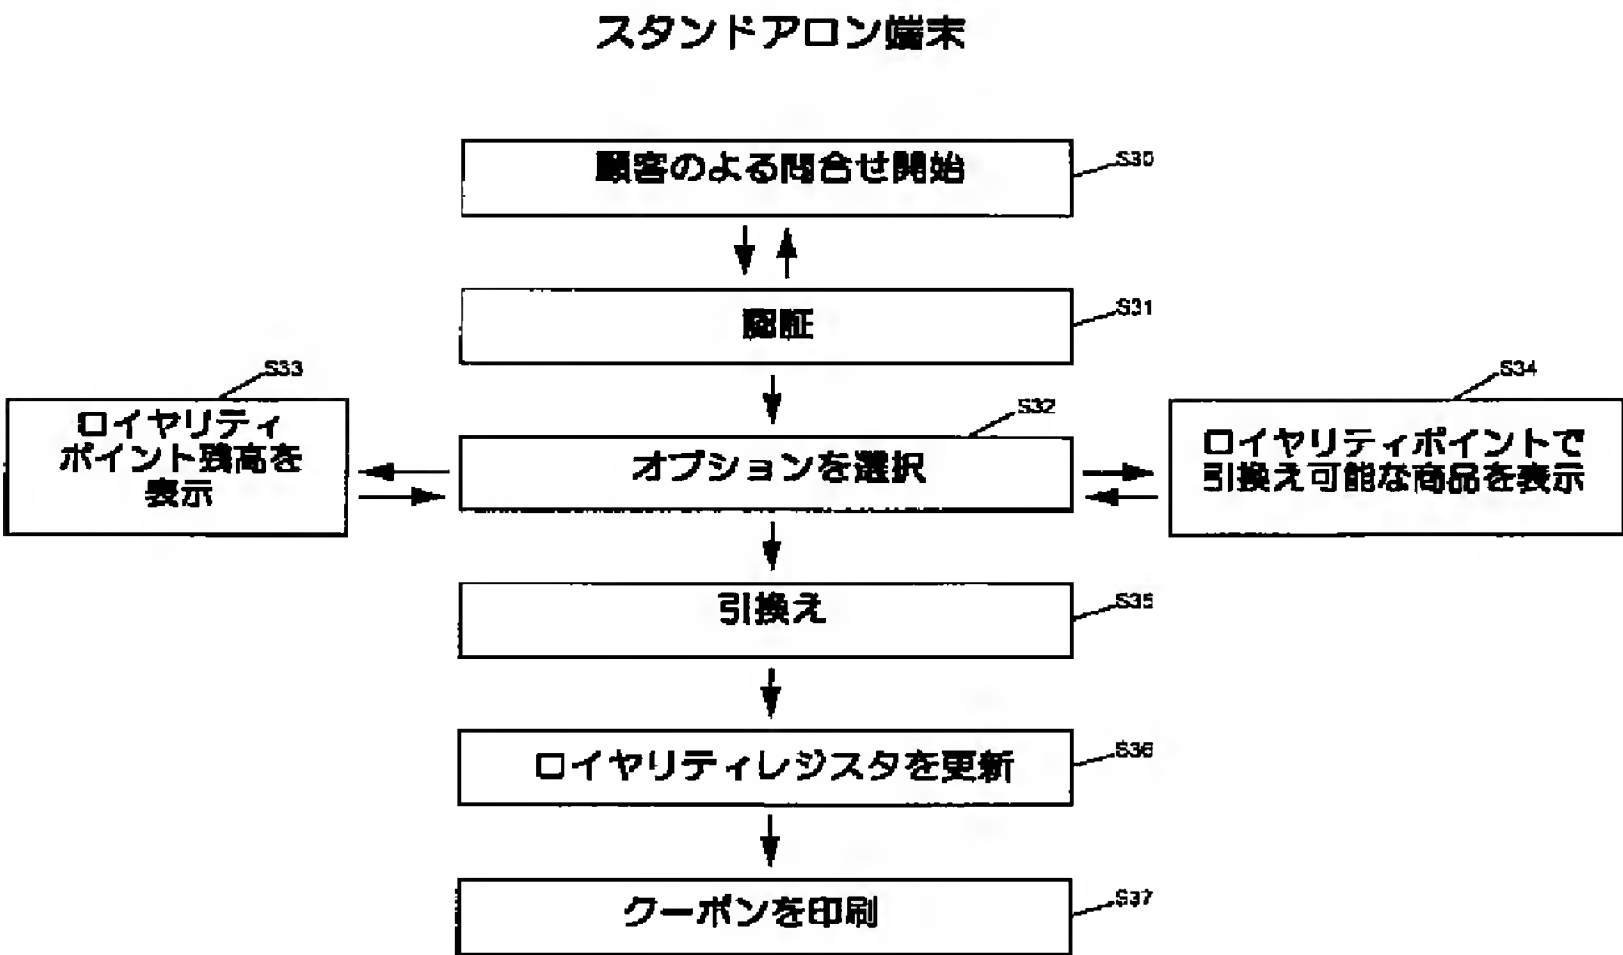 スタンドアロン端末
顧客のよる問合せ開始
S30
認証
S31
S33
ロイヤリティ
ポイント残高を
表示
S32
オプションを選択
S34
ロイヤリティポイントで
引換え可能な商品を表示
引換え
S35
ロイヤリティレジスタを更新
S36
クーポンを印刷
S37